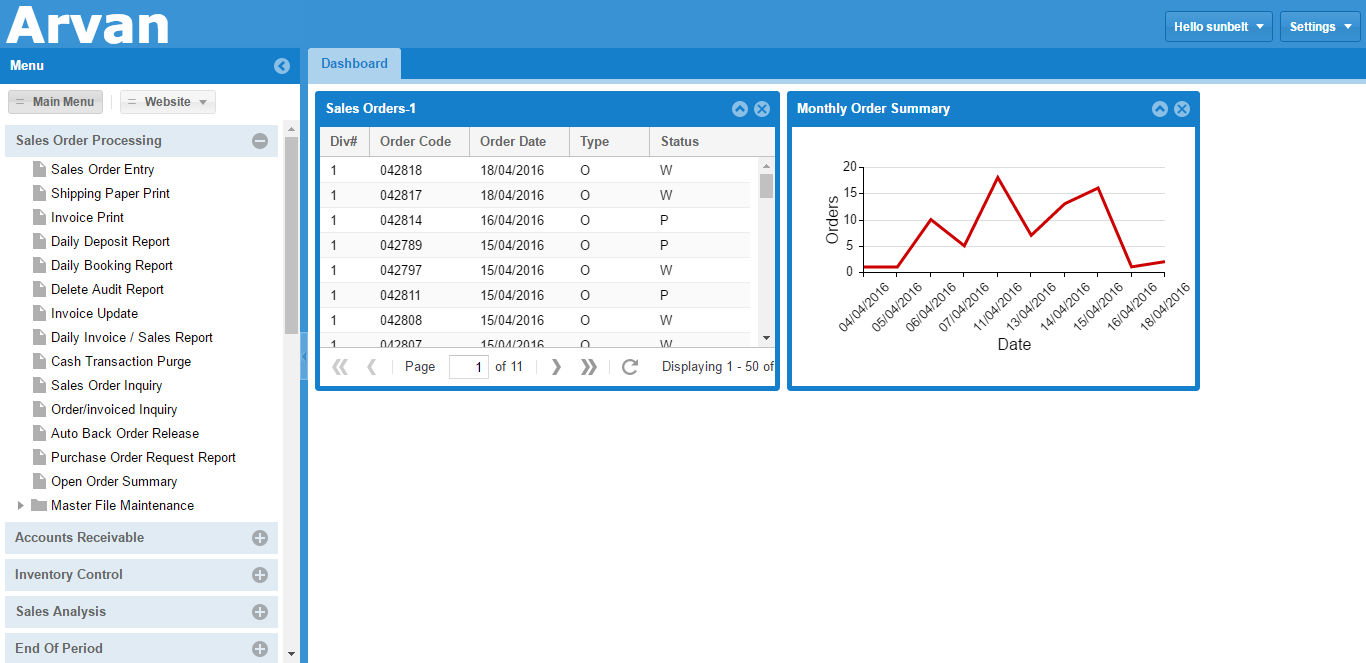 Arvan
Hello sunbelt
Settings
Menu
Main Menu
Website
Sales Order Processing
Sales Order Entry
Shipping Paper Print
Invoice Print
Daily Deposit Report
Daily Booking Report
Delete Audit Report
Invoice Update
Daily Invoice / Sales Report
Cash Transaction Purge
Sales Order Inquiry
Order/invoiced Inquiry
Auto Back Order Release
Purchase Order Request Report
Open Order Summary
Master File Maintenance
Accounts Receivable
Inventory Control
Sales Analysis
End Of Period
Dashboard
Sales Orders-1
Div# Order Code Order Date Type Status
1 042818 18/04/2016 O W
1 042817 18/04/2016 O W
1 042814 16/04/2016 O P
1 042789 15/04/2016 O P
1 042797 15/04/2016 O W
1 042811 15/04/2016 O P
1 042808 15/04/2016 O W
1 042807 15/04/2016 O W
Page 1 of 11 Displaying 1 - 50 of
Monthly Order Summary
20
15
10
5
0
Orders
04/04/2016
05/04/2016
06/04/2016
07/04/2016
11/04/2016
13/04/2016
14/04/2016
15/04/2016
16/04/2016
18/04/2016
Date